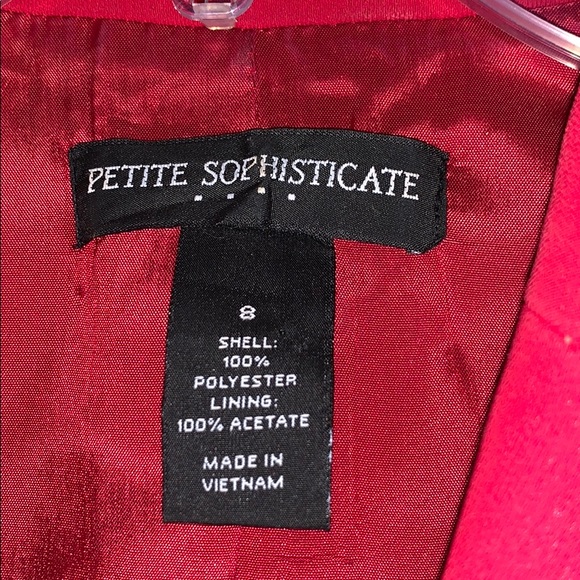 PETITE SOPHISTICATE
8
SHELL:
100%
POLYESTER
LINING:
100% ACETATE
MADE IN
VIETNAM